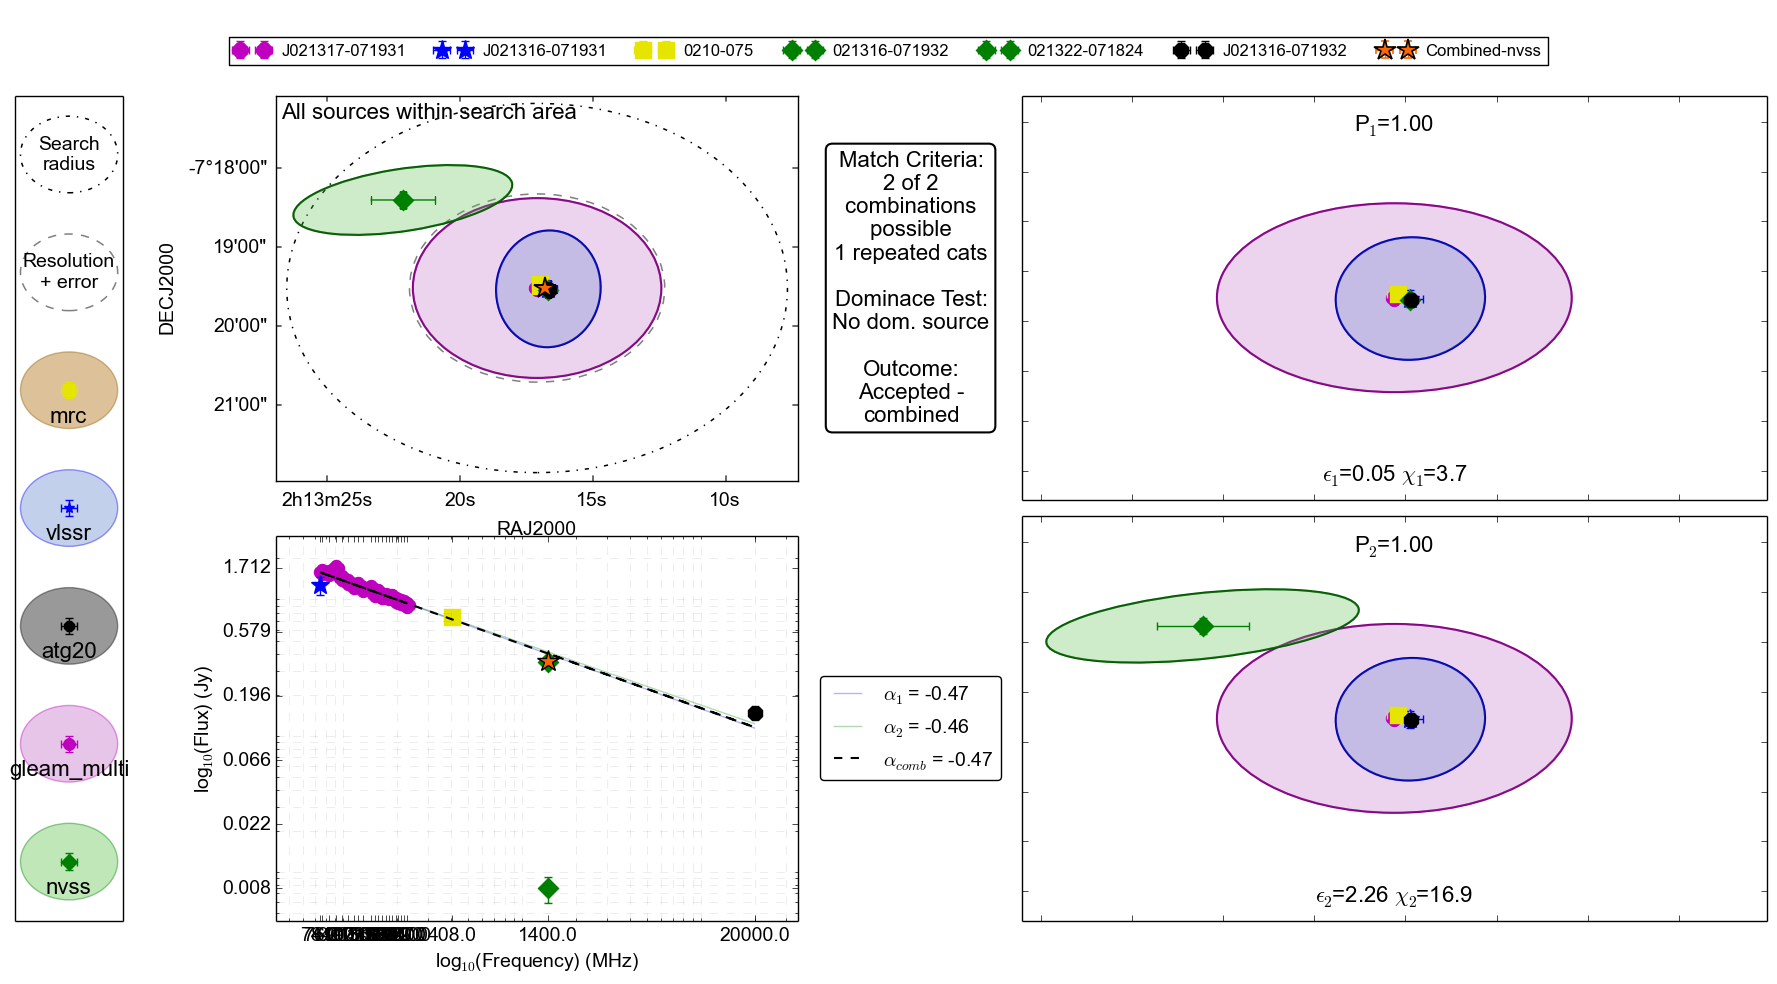 J021317-071931 J021316-071931 0210-075 021316-071932 021322-071824 J021316-071932 Combined-nvss
Search
radius
Resolution
+ error
mrc
vlssr
atg20
gleam_multi
nvss
All sources within search area
DECJ2000
-7°18'00"
19'00"
20'00"
21'00"
2h13m25s 20s 15s 10s
RAJ2000
Match Criteria:
2 of 2
combinations
possible
1 repeated cats
Dominace Test:
No dom. source
Outcome:
Accepted -
combined
P1=1.00
ϵ1=0.05 χ1=3.7
log10(Flux) (Jy)
1.712
0.579
0.196
0.066
0.022
0.008
408.0 1400.0 20000.0
log10(Frequency) (MHz)
α1 = -0.47
α2 = -0.46
αcomb = -0.47
P2=1.00
ϵ2=2.26 χ2=16.9